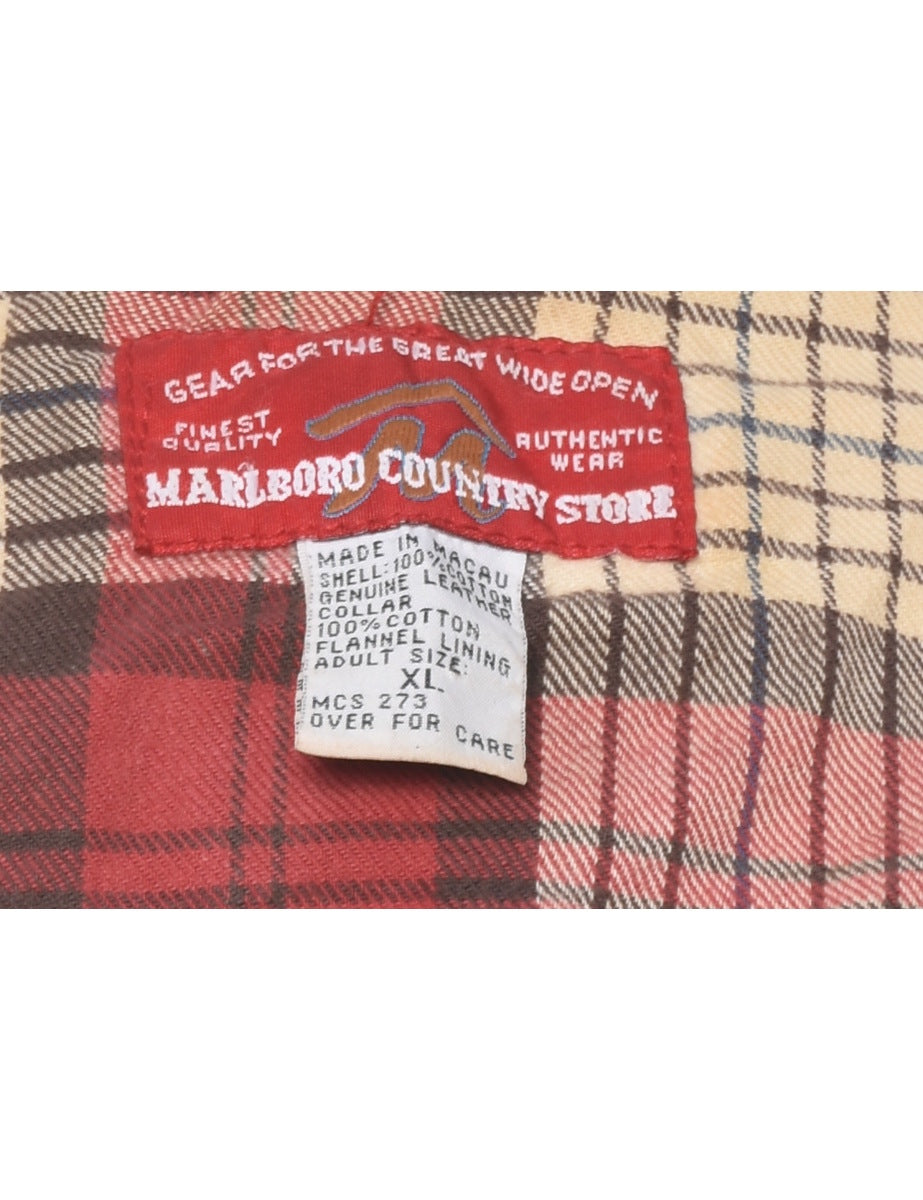 GEAR FOR THE GREAT WIDE OPEN
FINEST QUALITY
AUTHENTIC WEAR
MARLBORO COUNTRY STORE
MADE IN MACAU
SHELL: 100% COTTON
GENUINE LEATHER
COLLAR
100% COTTON
FLANNEL LINING
ADULT SIZE:
XL
MCS 273
OVER FOR CARE